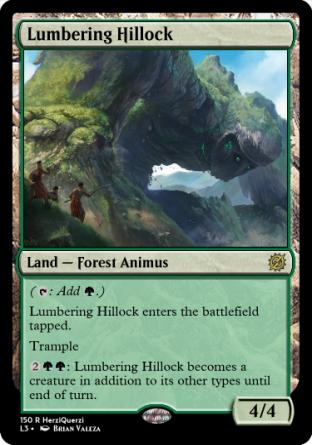 Lumbering Hillock
Land — Forest Animus
(: Add .)
Lumbering Hillock enters the battlefield
tapped.
Trample
2: Lumbering Hillock becomes a
creature in addition to its other types until
end of turn.
4/4
150 R HerziQuerzi
L3 • Brian Valeza